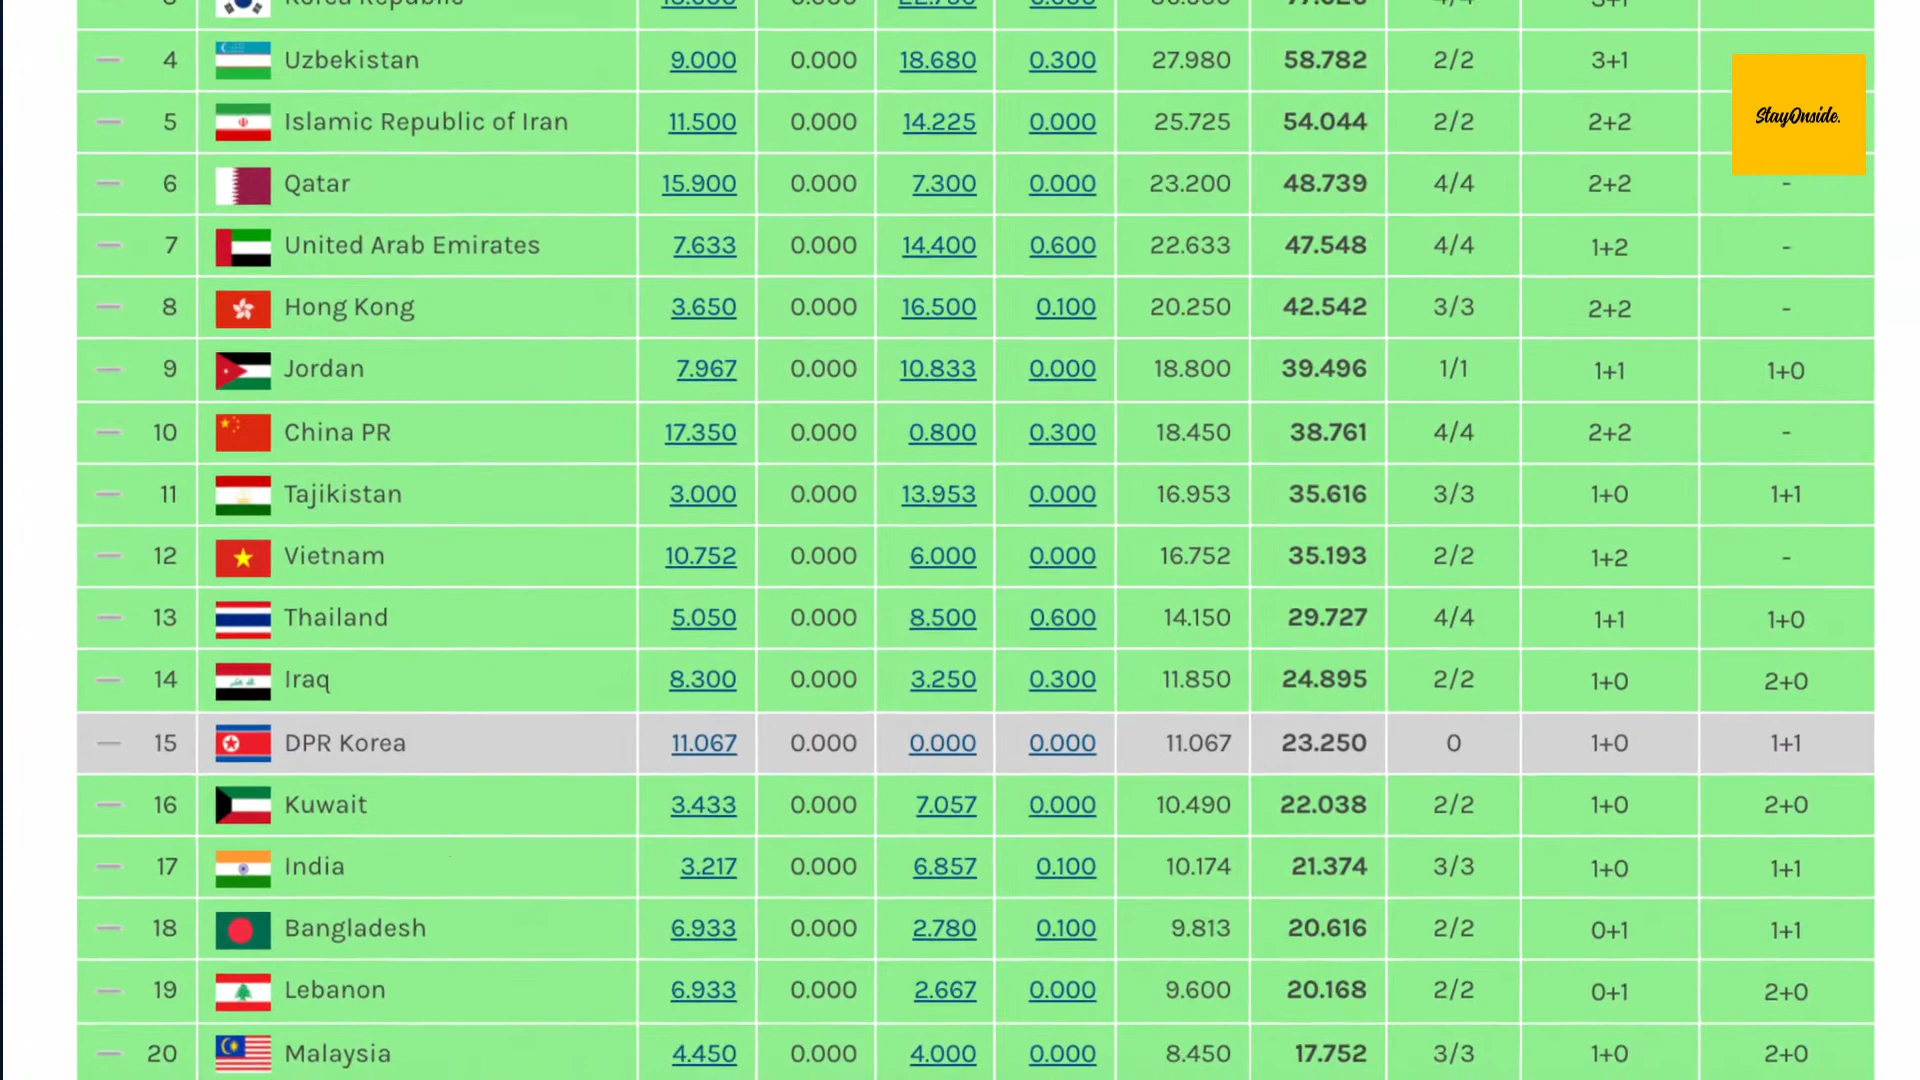 3 Korea Republic 0.000 0.000
4 Uzbekistan 9.000 0.000 18.680 0.300 27.980 58.782 2/2 3+1
StayOnside.
5 Islamic Republic of Iran 11.500 0.000 14.225 0.000 25.725 54.044 2/2 2+2
6 Qatar 15.900 0.000 7.300 0.000 23.200 48.739 4/4 2+2 -
7 United Arab Emirates 7.633 0.000 14.400 0.600 22.633 47.548 4/4 1+2 -
8 Hong Kong 3.650 0.000 16.500 0.100 20.250 42.542 3/3 2+2 -
9 Jordan 7.967 0.000 10.833 0.000 18.800 39.496 1/1 1+1 1+0
10 China PR 17.350 0.000 0.800 0.300 18.450 38.761 4/4 2+2 -
11 Tajikistan 3.000 0.000 13.953 0.000 16.953 35.616 3/3 1+0 1+1
12 Vietnam 10.752 0.000 6.000 0.000 16.752 35.193 2/2 1+2 -
13 Thailand 5.050 0.000 8.500 0.600 14.150 29.727 4/4 1+1 1+0
14 Iraq 8.300 0.000 3.250 0.300 11.850 24.895 2/2 1+0 2+0
15 DPR Korea 11.067 0.000 0.000 0.000 11.067 23.250 0 1+0 1+1
16 Kuwait 3.433 0.000 7.057 0.000 10.490 22.038 2/2 1+0 2+0
17 India 3.217 0.000 6.857 0.100 10.174 21.374 3/3 1+0 1+1
18 Bangladesh 6.933 0.000 2.780 0.100 9.813 20.616 2/2 0+1 1+1
19 Lebanon 6.933 0.000 2.667 0.000 9.600 20.168 2/2 0+1 2+0
20 Malaysia 4.450 0.000 4.000 0.000 8.450 17.752 3/3 1+0 2+0